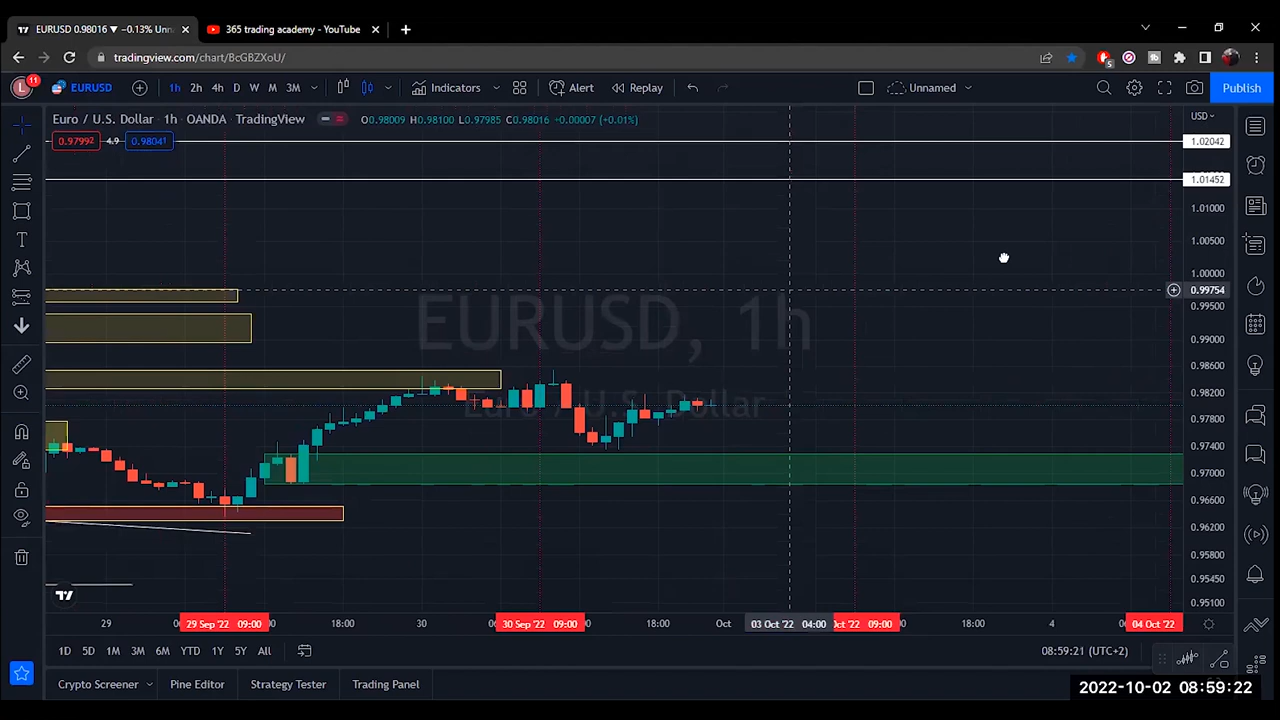 EURUSD 0.98016 ▼ −0.13% Unna
365 trading academy - YouTube
tradingview.com/chart/BcGBZXoU/
11
EURUSD
1h 2h 4h D W M 3M
Indicators
Alert
Replay
Unnamed
Publish
5
Euro / U.S. Dollar · 1h · OANDA · TradingView
O0.98009 H0.98100 L0.97985 C0.98016 +0.00007 (+0.01%)
USD
0.97992 4.9 0.98041
1.02042
1.01452
1.01000
1.00500
1.00000
0.99754
0.99500
0.99000
0.98600
0.98200
0.97800
0.97400
0.97000
0.96600
0.96200
0.95800
0.95450
0.95100
EURUSD, 1h
Euro / U.S. Dollar
29
29 Sep '22 09:00
18:00
30
30 Sep '22 09:00
18:00
Oct
03 Oct '22 04:00
Oct '22 09:00
18:00
4
04 Oct '22
1D 5D 1M 3M 6M YTD 1Y 5Y All
08:59:21 (UTC+2)
Crypto Screener
Pine Editor
Strategy Tester
Trading Panel
2022-10-02 08:59:22